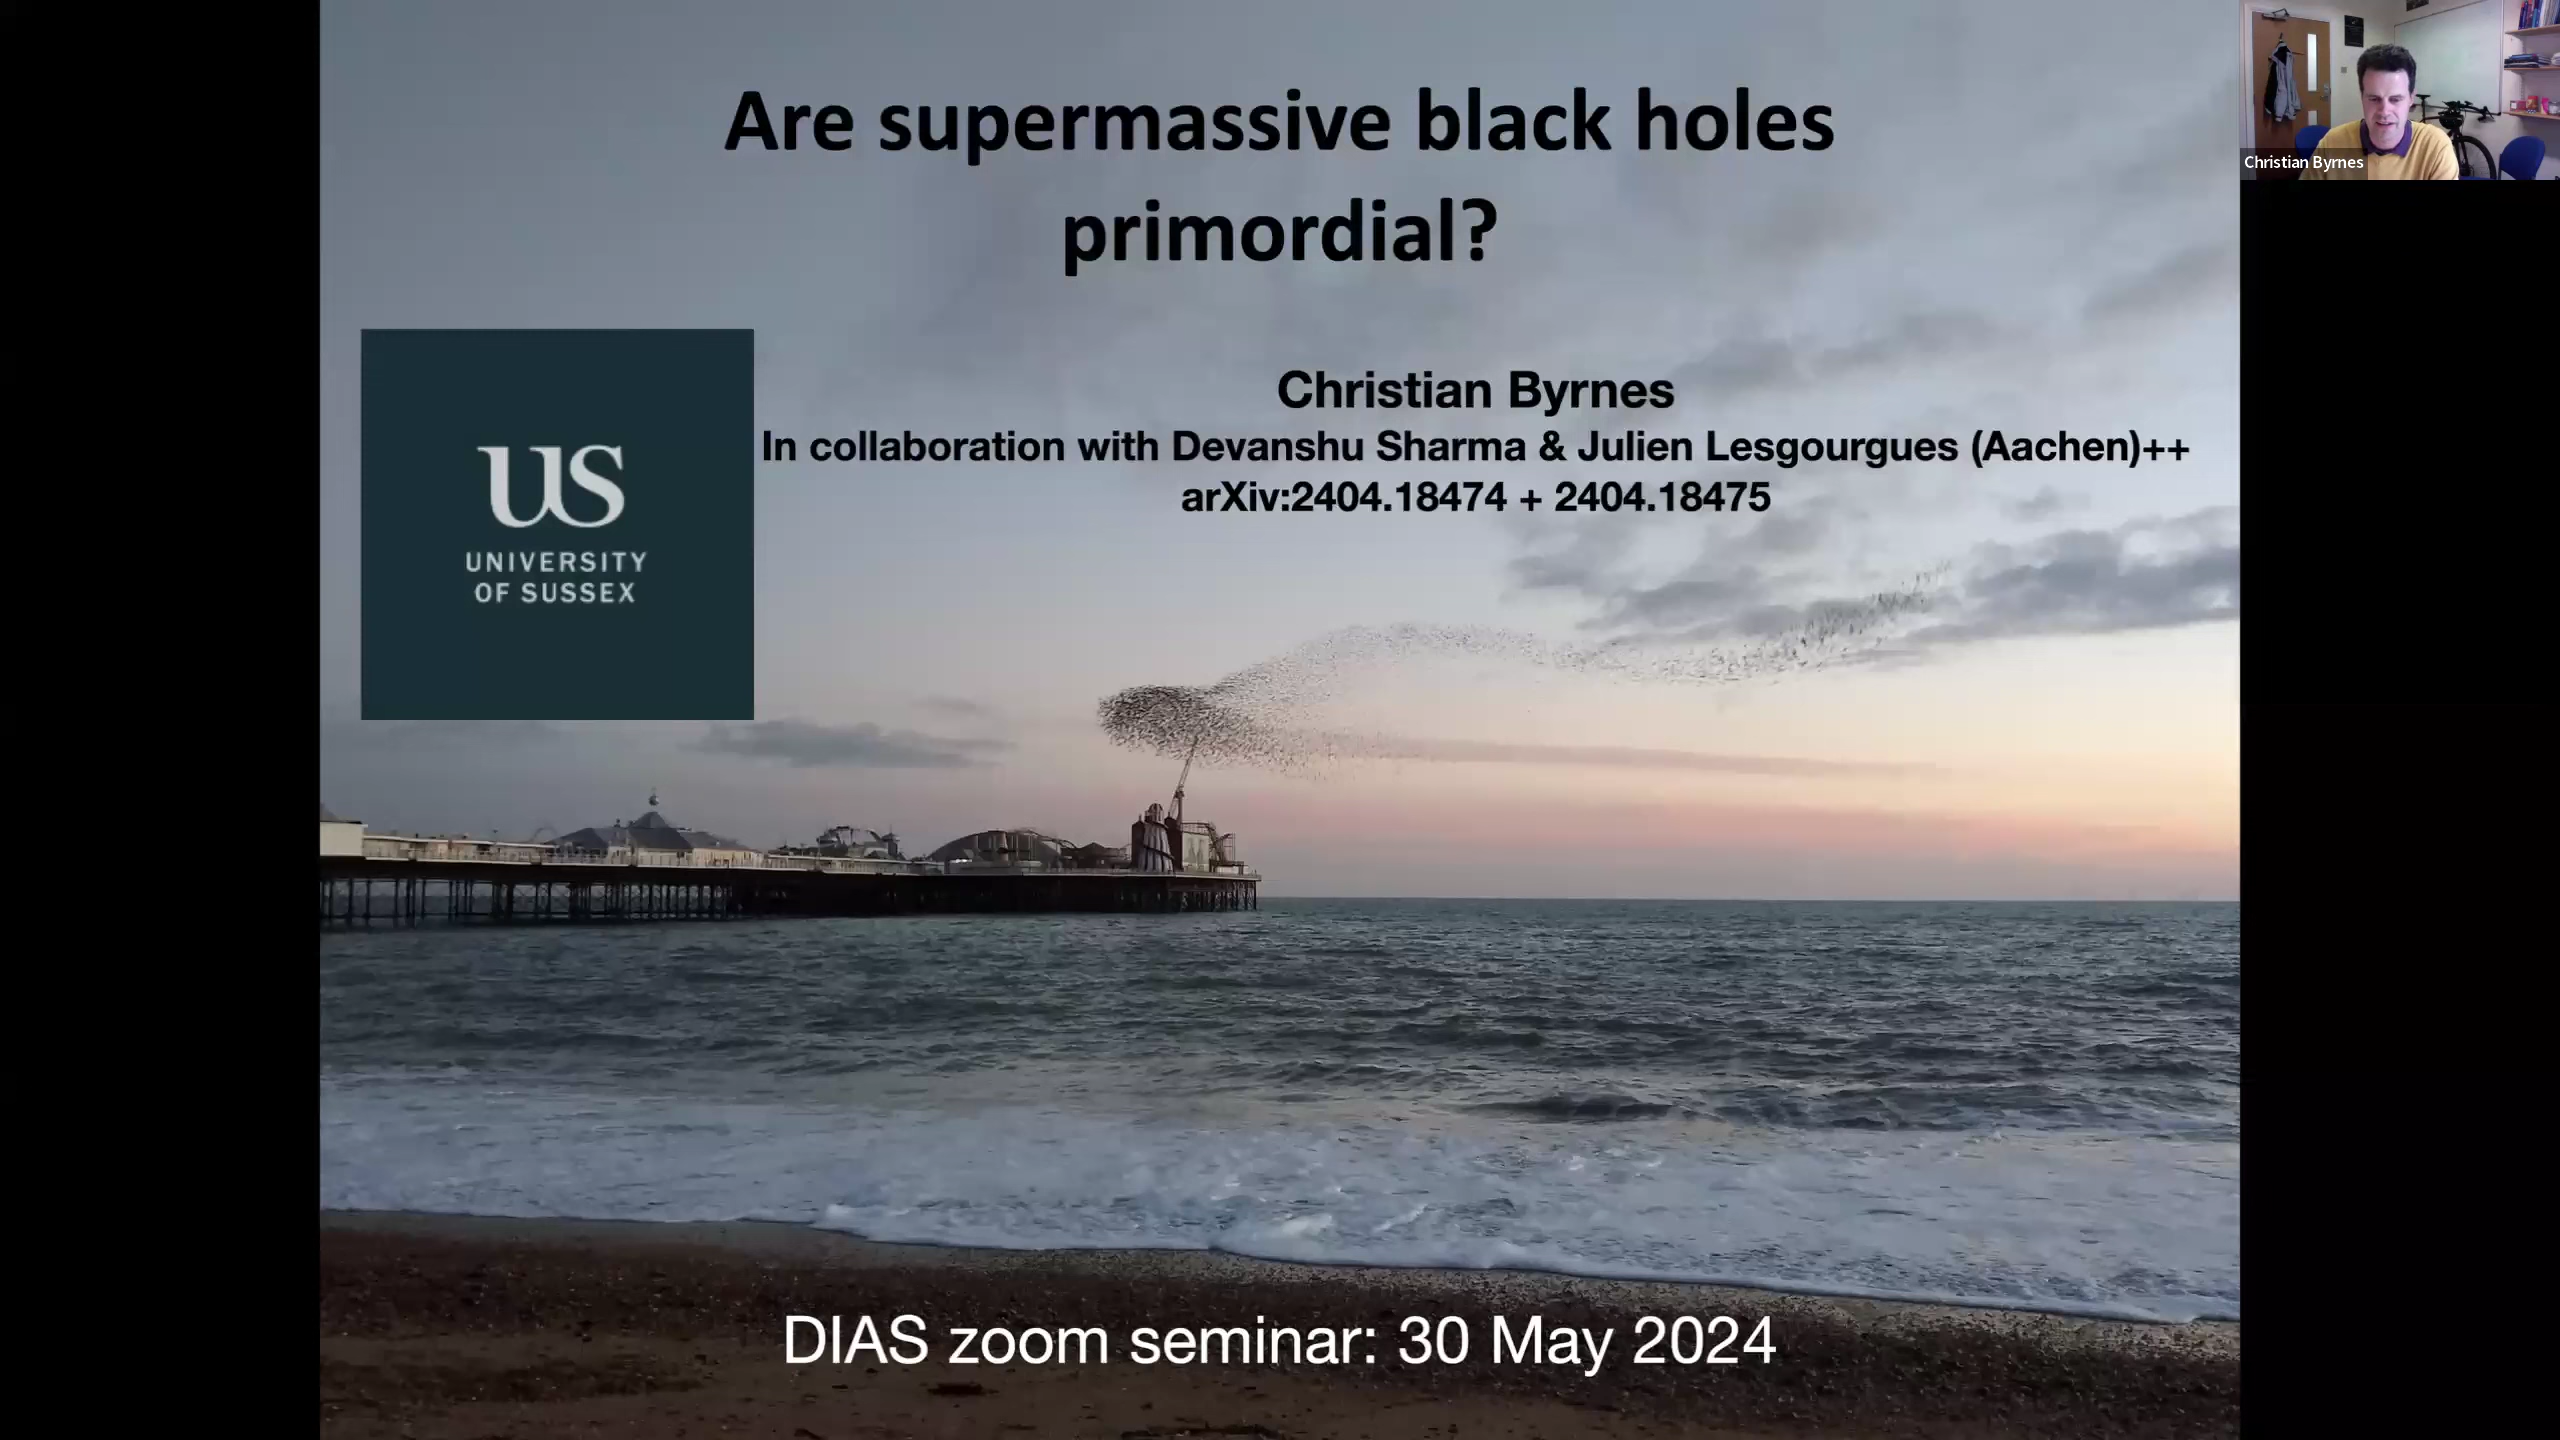 Are supermassive black holes
primordial?
Christian Byrnes
Christian Byrnes
In collaboration with Devanshu Sharma & Julien Lesgourgues (Aachen)++
arXiv:2404.18474 + 2404.18475
US
UNIVERSITY
OF SUSSEX
DIAS zoom seminar: 30 May 2024